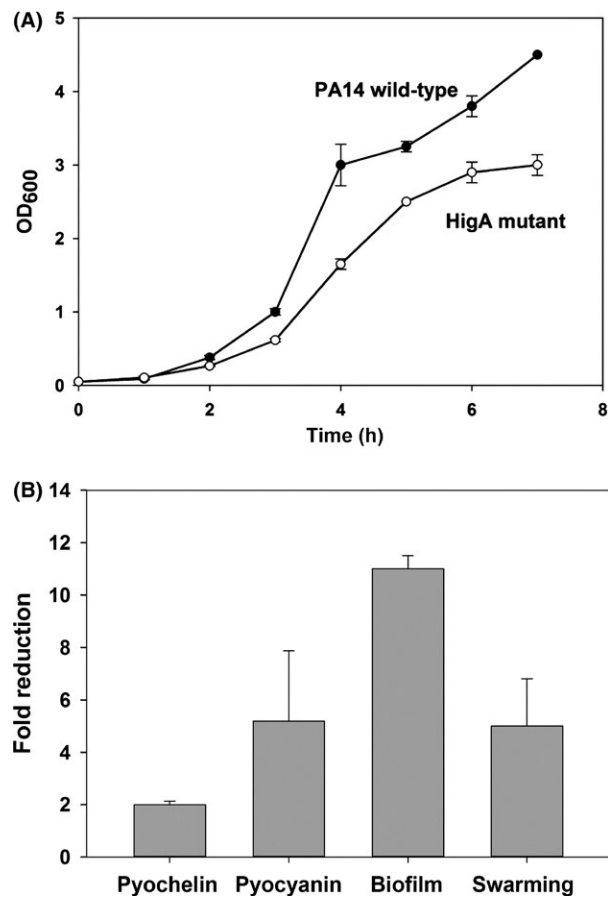 (A)
5
4
3
2
1
0
OD600
PA14 wild-type
HigA mutant
0 2 4 6 8
Time (h)
(B)
14
12
10
8
6
4
2
0
Fold reduction
Pyochelin Pyocyanin Biofilm Swarming